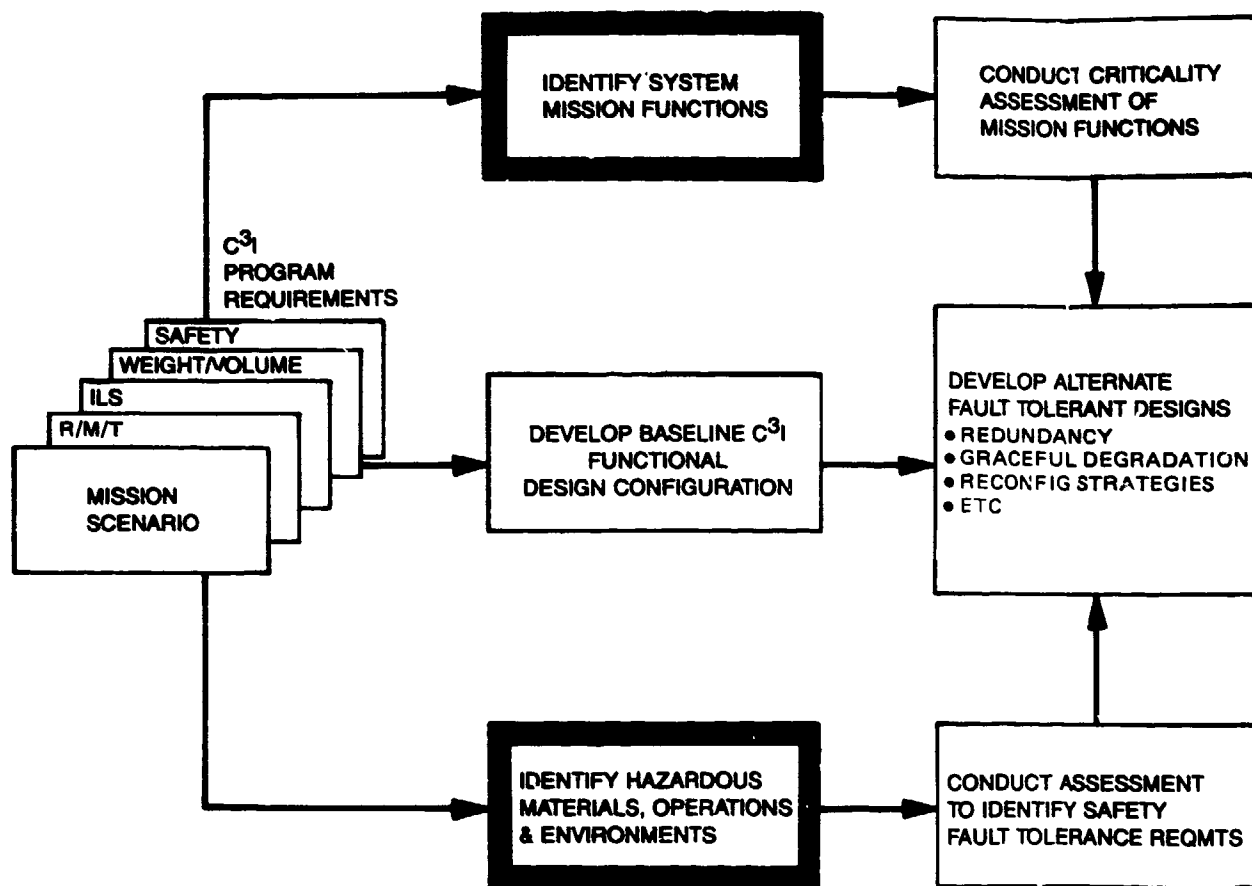 IDENTIFY SYSTEM
MISSION FUNCTIONS
CONDUCT CRITICALITY
ASSESSMENT OF
MISSION FUNCTIONS
C³I
PROGRAM
REQUIREMENTS
SAFETY
WEIGHT/VOLUME
ILS
R/M/T
MISSION
SCENARIO
DEVELOP BASELINE C³I
FUNCTIONAL
DESIGN CONFIGURATION
DEVELOP ALTERNATE
FAULT TOLERANT DESIGNS
● REDUNDANCY
● GRACEFUL DEGRADATION
● RECONFIG STRATEGIES
● ETC
IDENTIFY HAZARDOUS
MATERIALS, OPERATIONS
& ENVIRONMENTS
CONDUCT ASSESSMENT
TO IDENTIFY SAFETY
FAULT TOLERANCE REQMTS